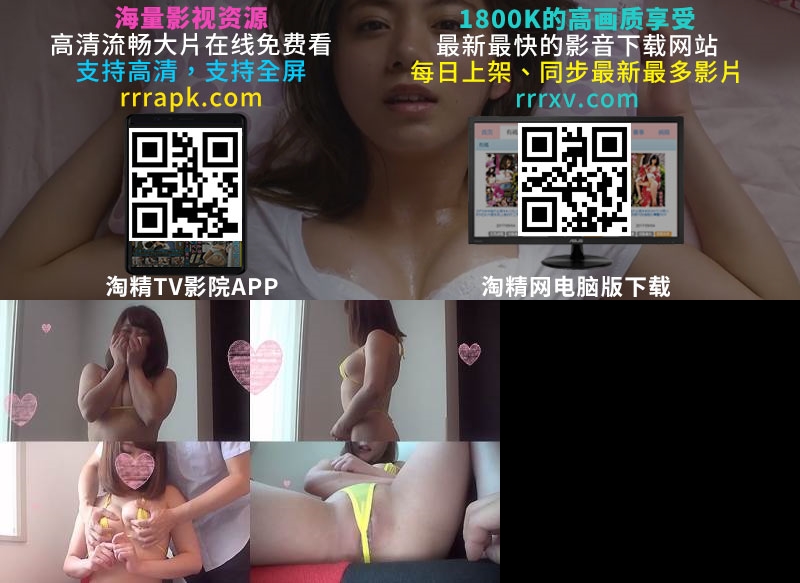 海量影视资源
高清流畅大片在线免费看
支持高清，支持全屏
rrrapk.com
淘精TV影院APP
1800K的高画质享受
最新最快的影音下载网站
每日上架、同步最新最多影片
rrrxv.com
淘精网电脑版下载